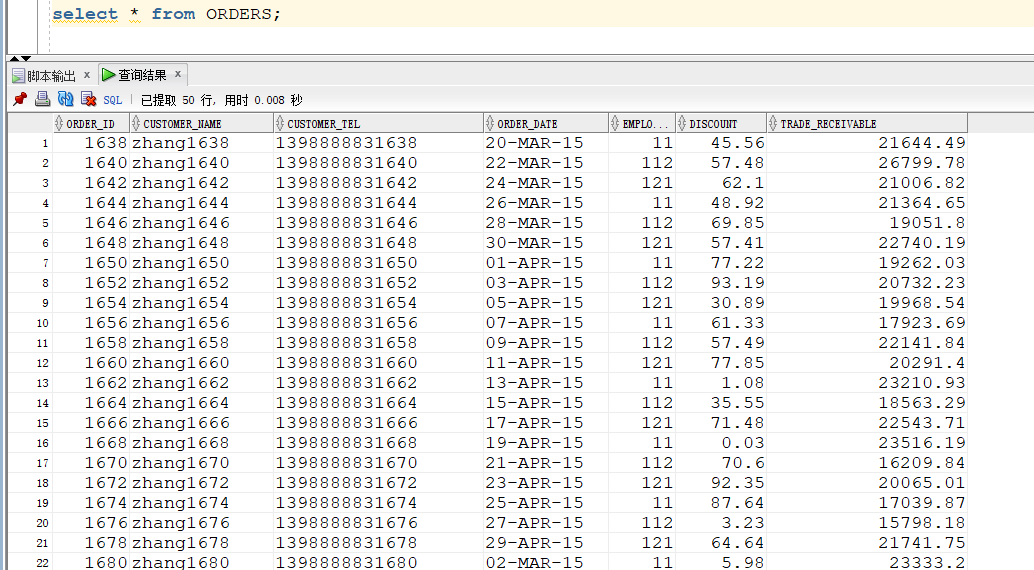 select * from ORDERS;
脚本输出 × 查询结果 ×
SQL 已提取 50 行, 用时 0.008 秒
ORDER_ID CUSTOMER_NAME CUSTOMER_TEL ORDER_DATE EMPLO... DISCOUNT TRADE_RECEIVABLE
1 1638 zhang1638 1398888831638 20-MAR-15 11 45.56 21644.49
2 1640 zhang1640 1398888831640 22-MAR-15 112 57.48 26799.78
3 1642 zhang1642 1398888831642 24-MAR-15 121 62.1 21006.82
4 1644 zhang1644 1398888831644 26-MAR-15 11 48.92 21364.65
5 1646 zhang1646 1398888831646 28-MAR-15 112 69.85 19051.8
6 1648 zhang1648 1398888831648 30-MAR-15 121 57.41 22740.19
7 1650 zhang1650 1398888831650 01-APR-15 11 77.22 19262.03
8 1652 zhang1652 1398888831652 03-APR-15 112 93.19 20732.23
9 1654 zhang1654 1398888831654 05-APR-15 121 30.89 19968.54
10 1656 zhang1656 1398888831656 07-APR-15 11 61.33 17923.69
11 1658 zhang1658 1398888831658 09-APR-15 112 57.49 22141.84
12 1660 zhang1660 1398888831660 11-APR-15 121 77.85 20291.4
13 1662 zhang1662 1398888831662 13-APR-15 11 1.08 23210.93
14 1664 zhang1664 1398888831664 15-APR-15 112 35.55 18563.29
15 1666 zhang1666 1398888831666 17-APR-15 121 71.48 22543.71
16 1668 zhang1668 1398888831668 19-APR-15 11 0.03 23516.19
17 1670 zhang1670 1398888831670 21-APR-15 112 70.6 16209.84
18 1672 zhang1672 1398888831672 23-APR-15 121 92.35 20065.01
19 1674 zhang1674 1398888831674 25-APR-15 11 87.64 17039.87
20 1676 zhang1676 1398888831676 27-APR-15 112 3.23 15798.18
21 1678 zhang1678 1398888831678 29-APR-15 121 64.64 21741.75
22 1680 zhang1680 1398888831680 02-MAR-15 11 5.98 23333.2